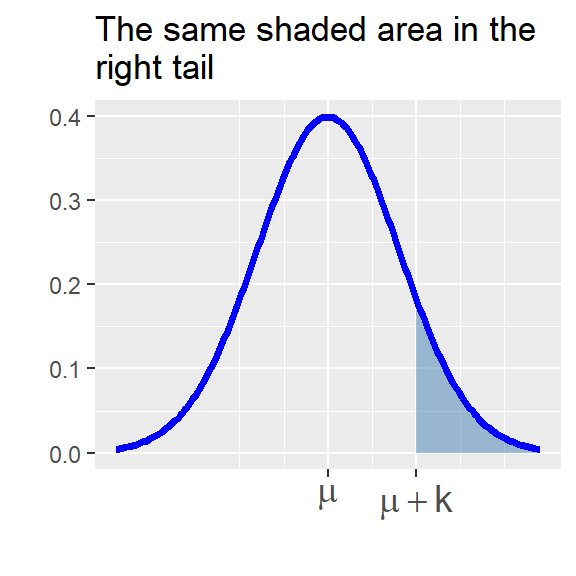 The same shaded area in the
right tail
0.4
0.3
0.2
0.1
0.0
μ
μ + k